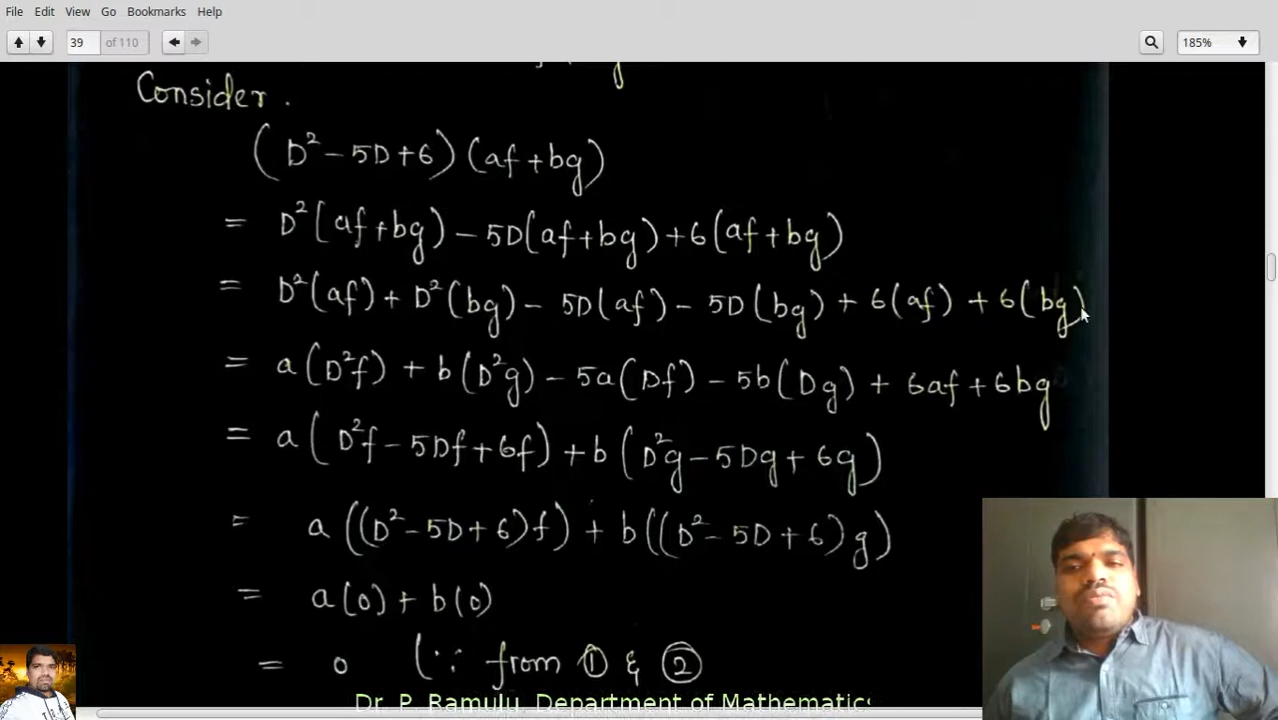 File Edit View Go Bookmarks Help
39 of 110 185%
Consider.
(D² - 5D + 6) (af + bg)
= D² (af + bg) - 5D (af + bg) + 6 (af + bg)
= D² (af) + D² (bg) - 5D (af) - 5D (bg) + 6 (af) + 6 (bg)
= a (D²f) + b (D²g) - 5a (Df) - 5b (Dg) + 6af + 6bg
= a (D²f - 5Df + 6f) + b (D²g - 5Dg + 6g)
= a ((D² - 5D + 6) f) + b ((D² - 5D + 6) g)
= a(0) + b(0)
= 0 (∵ from ① & ②
Dr. P. Ramulu, Department of Mathematics